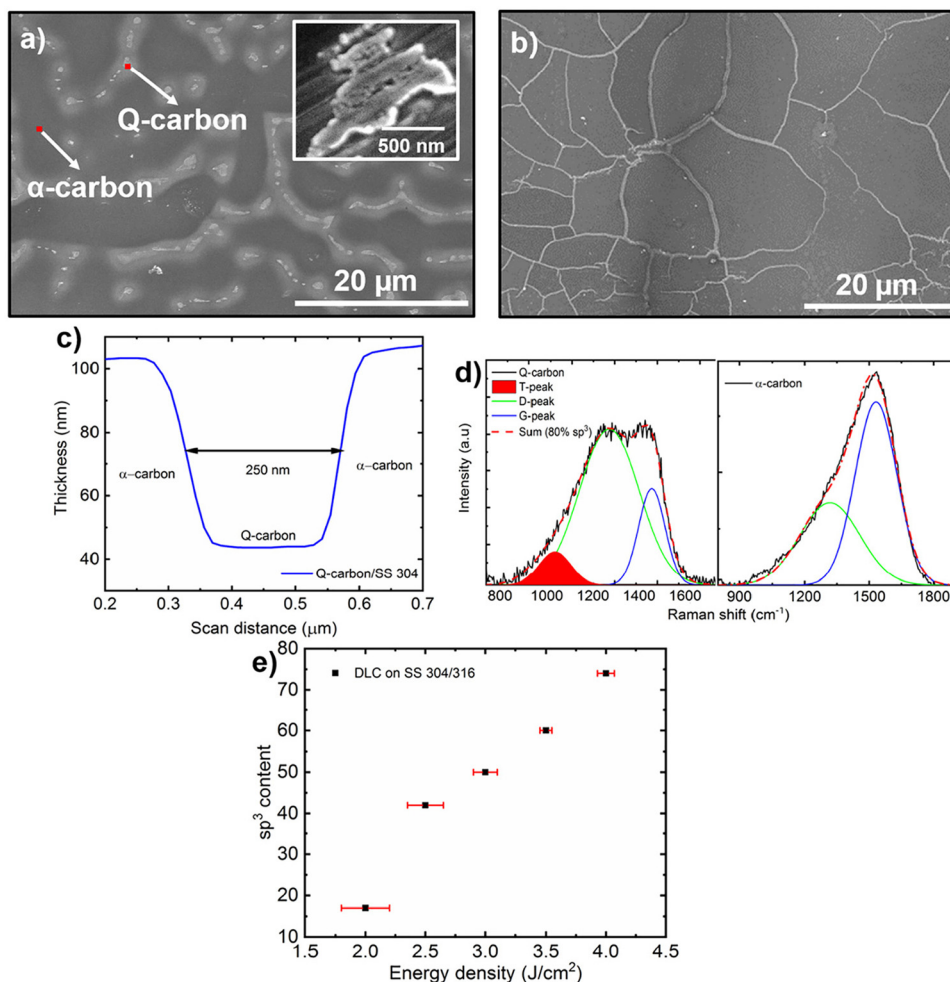 a)
Q-carbon
α-carbon
500 nm
20 µm
b)
20 µm
c)
Thickness (nm)
100
80
60
40
α–carbon
250 nm
α–carbon
Q-carbon
Q-carbon/SS 304
0.2 0.3 0.4 0.5 0.6 0.7
Scan distance (µm)
d)
Intensity (a.u)
Q-carbon
T-peak
D-peak
G-peak
Sum (80% sp³)
α-carbon
800 1000 1200 1400 1600
900 1200 1500 1800
Raman shift (cm⁻¹)
e)
sp³ content
80
70
60
50
40
30
20
10
DLC on SS 304/316
1.5 2.0 2.5 3.0 3.5 4.0 4.5
Energy density (J/cm²)